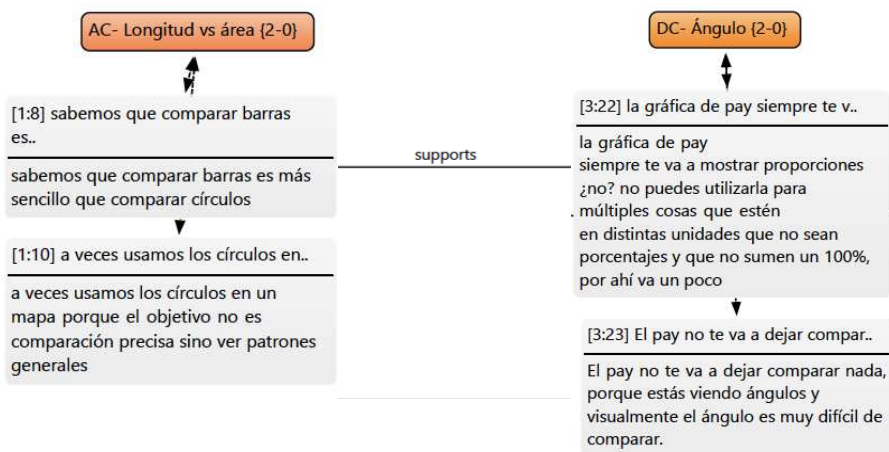 AC- Longitud vs área {2-0}
[1:8] sabemos que comparar barras
es..
sabemos que comparar barras es más
sencillo que comparar círculos
[1:10] a veces usamos los círculos en..
a veces usamos los círculos en un
mapa porque el objetivo no es
comparación precisa sino ver patrones
generales
supports
DC- Ángulo {2-0}
[3:22] la gráfica de pay siempre te v..
la gráfica de pay
siempre te va a mostrar proporciones
¿no? no puedes utilizarla para
múltiples cosas que estén
en distintas unidades que no sean
porcentajes y que no sumen un 100%,
por ahí va un poco
[3:23] El pay no te va a dejar compar..
El pay no te va a dejar comparar nada,
porque estás viendo ángulos y
visualmente el ángulo es muy difícil de
comparar.